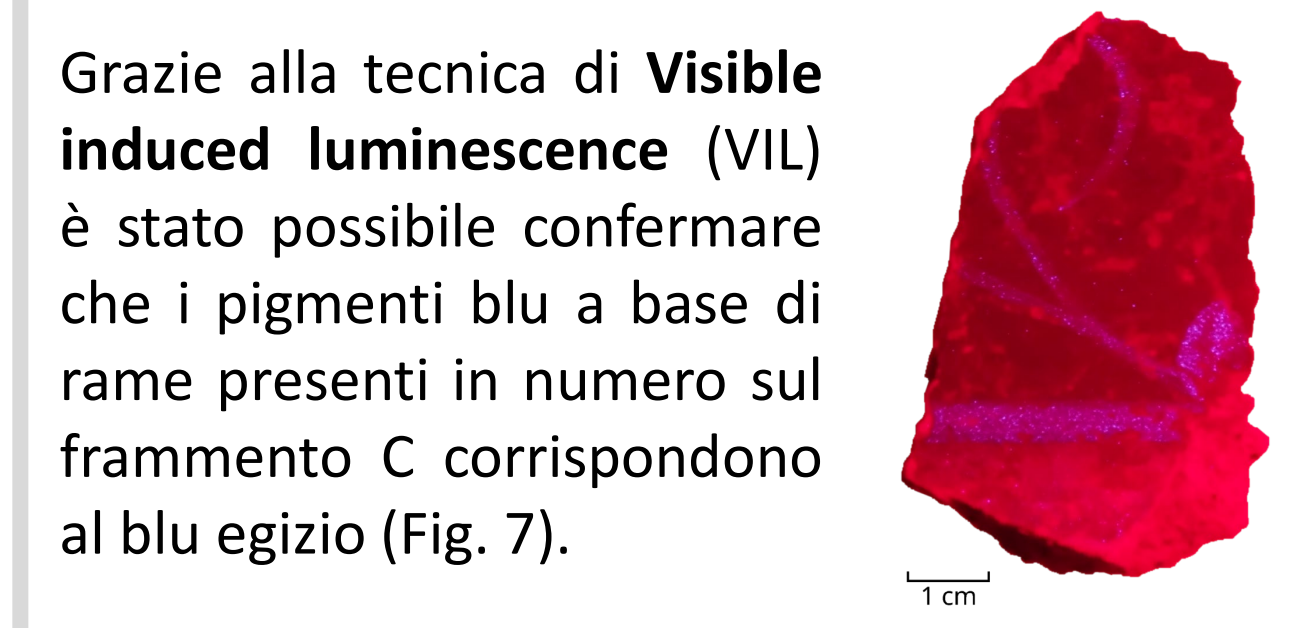 Grazie alla tecnica di Visible
induced luminescence (VIL)
è stato possibile confermare
che i pigmenti blu a base di
rame presenti in numero sul
frammento C corrispondono
al blu egizio (Fig. 7).
1 cm